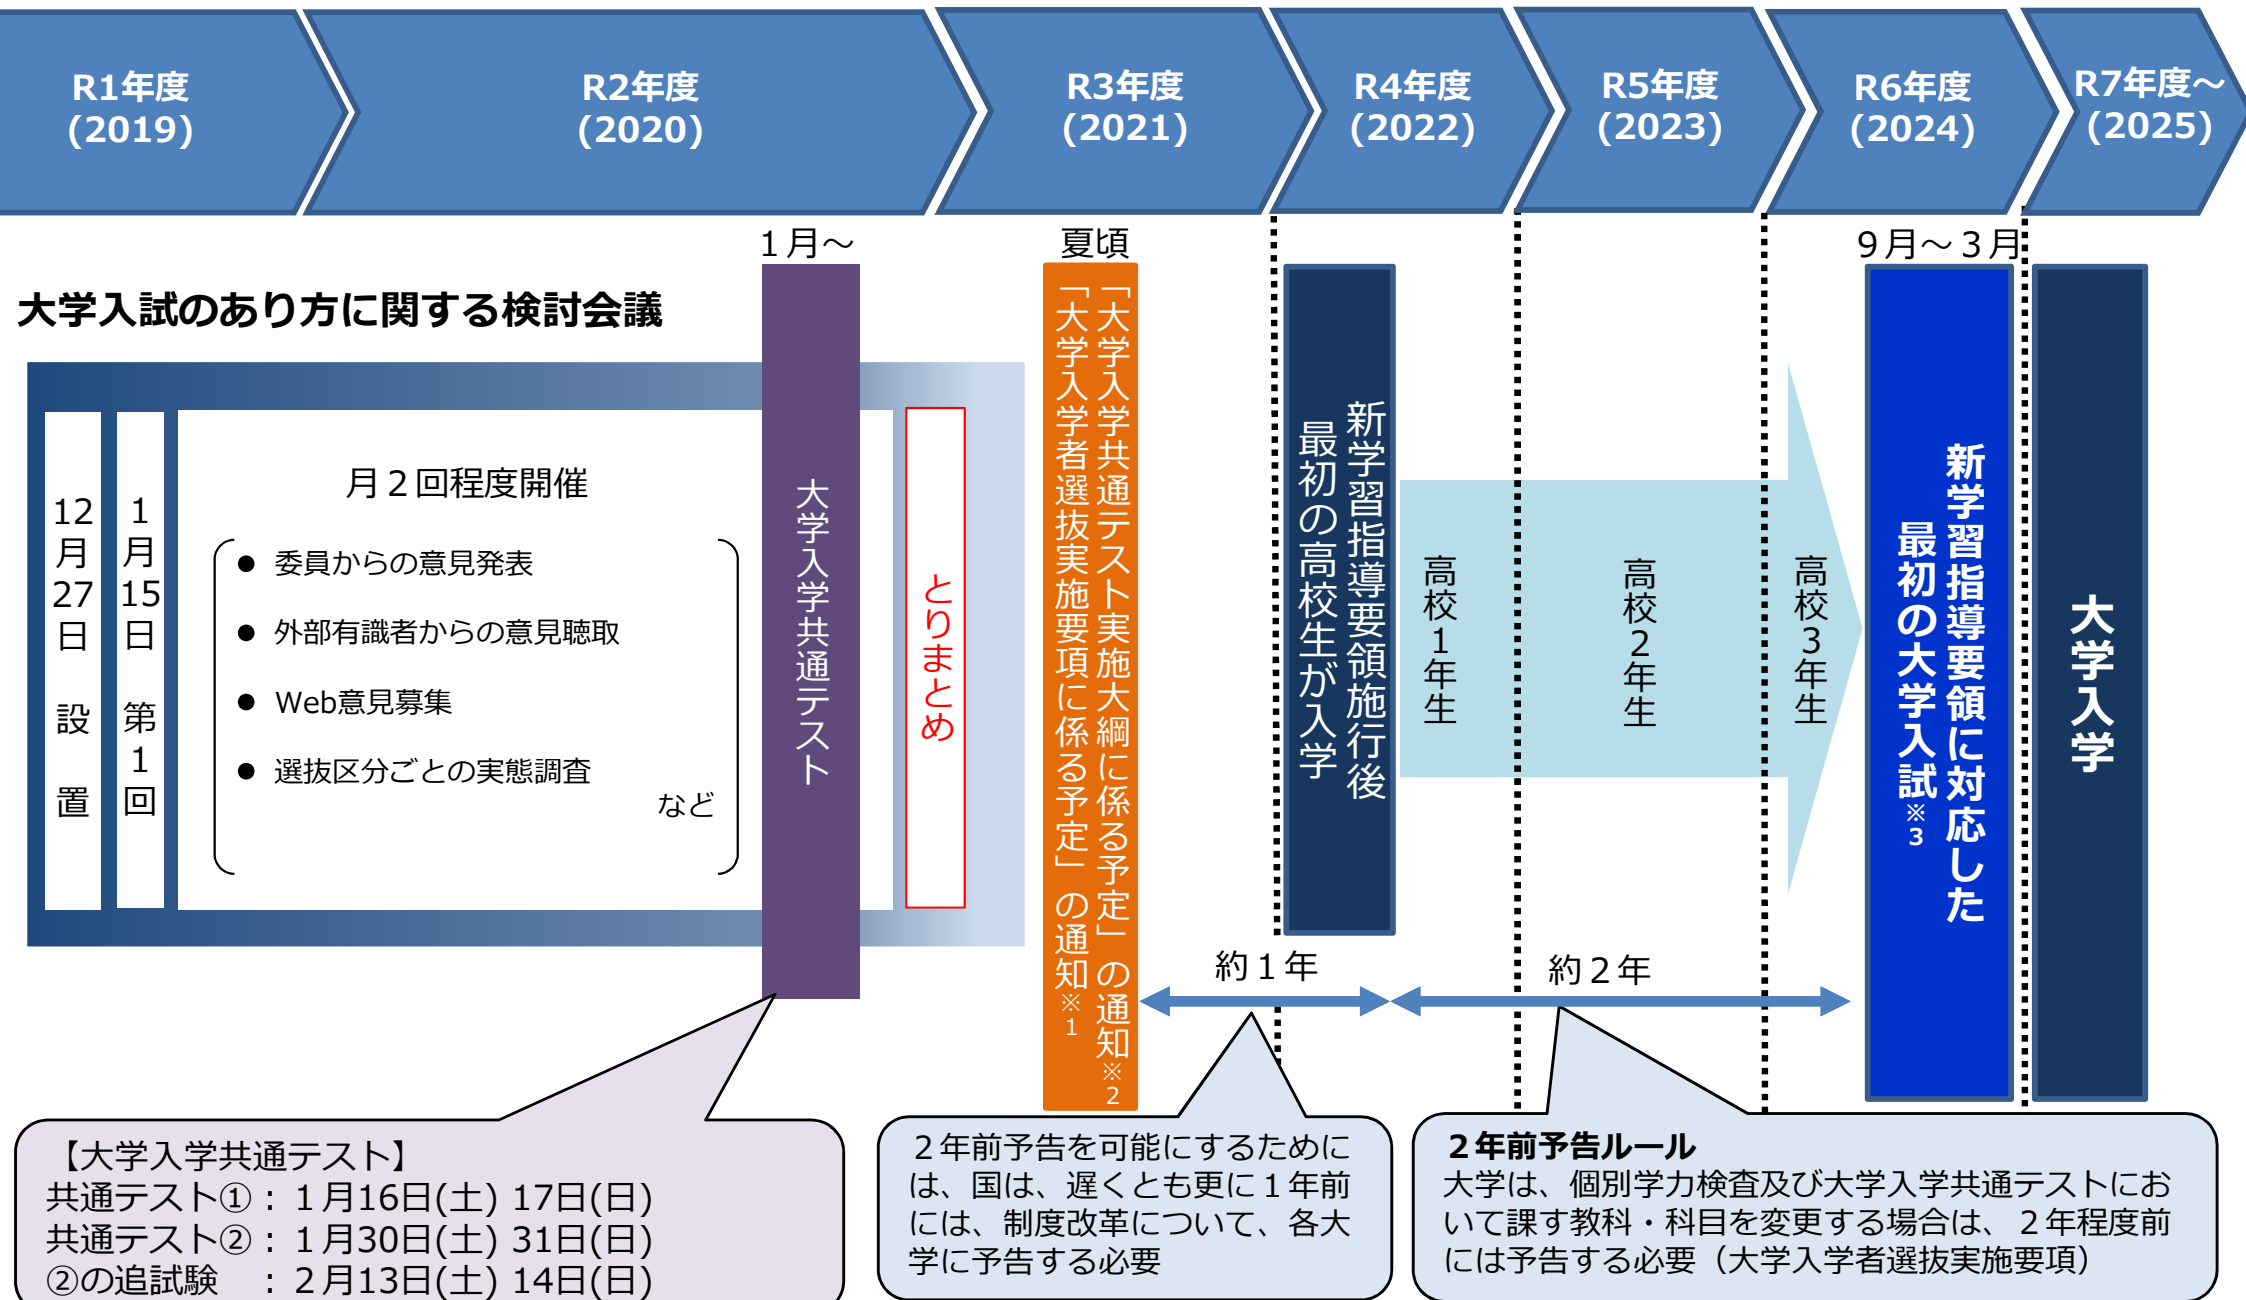 R1年度
(2019)
R2年度
(2020)
R3年度
(2021)
R4年度
(2022)
R5年度
(2023)
R6年度
(2024)
R7年度～
(2025)
１月～
夏頃
９月～３月
大学入試のあり方に関する検討会議
12月27日　設　置
1月15日　第1回
月２回程度開催
● 委員からの意見発表
● 外部有識者からの意見聴取
● Web意見募集
● 選抜区分ごとの実態調査
など
大学入学共通テスト
とりまとめ
「大学入学共通テスト実施大綱に係る予定」の通知※2
「大学入学者選抜実施要項に係る予定」の通知※1
新学習指導要領施行後
最初の高校生が入学
高校1年生
高校2年生
高校3年生
新学習指導要領に対応した
最初の大学入試※3
大学入学
約１年
約２年
【大学入学共通テスト】
共通テスト①：１月16日(土) 17日(日)
共通テスト②：１月30日(土) 31日(日)
②の追試験　：２月13日(土) 14日(日)
２年前予告を可能にするために
は、国は、遅くとも更に１年前
には、制度改革について、各大
学に予告する必要
２年前予告ルール
大学は、個別学力検査及び大学入学共通テストにお
いて課す教科・科目を変更する場合は、２年程度前
には予告する必要（大学入学者選抜実施要項）